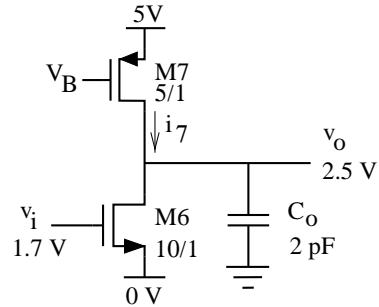 5V
V_B
M7
5/1
i_7
v_o
2.5 V
v_i
1.7 V
M6
10/1
C_o
2 pF
0 V